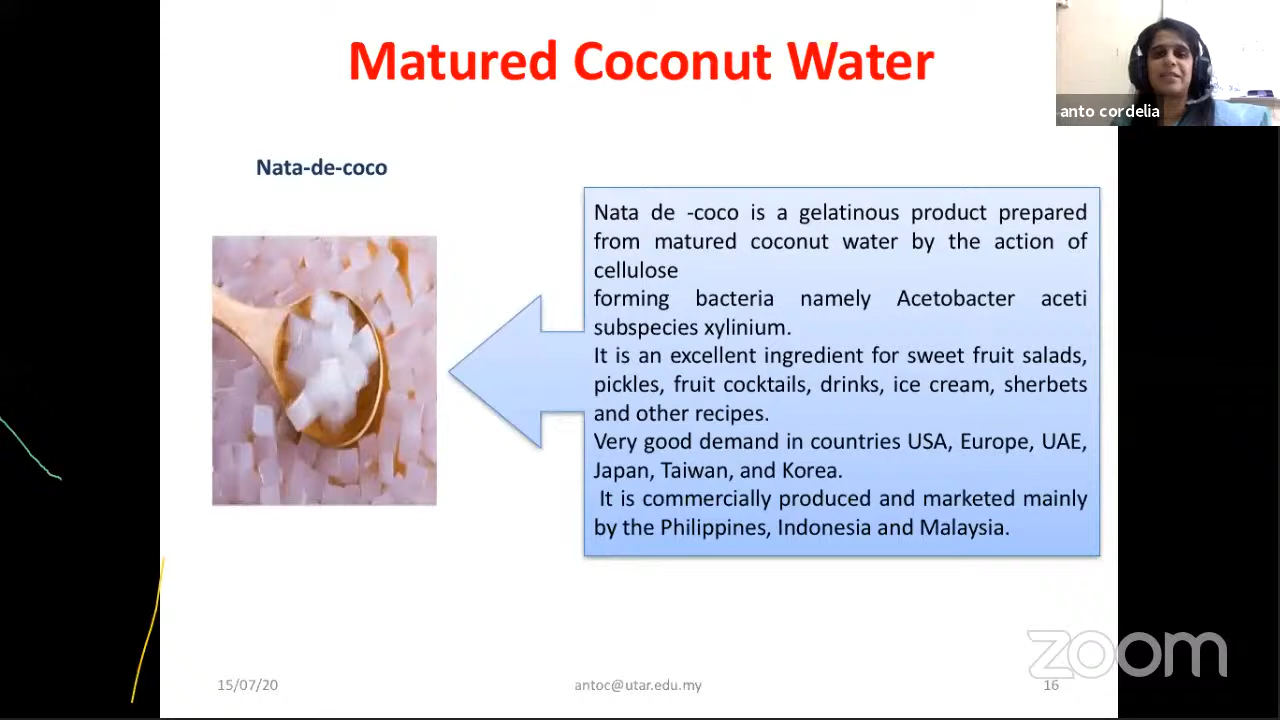 Matured Coconut Water
anto cordelia
Nata-de-coco
Nata de -coco is a gelatinous product prepared
from matured coconut water by the action of
cellulose
forming bacteria namely Acetobacter aceti
subspecies xylinium.
It is an excellent ingredient for sweet fruit salads,
pickles, fruit cocktails, drinks, ice cream, sherbets
and other recipes.
Very good demand in countries USA, Europe, UAE,
Japan, Taiwan, and Korea.
It is commercially produced and marketed mainly
by the Philippines, Indonesia and Malaysia.
zoom
15/07/20
antoc@utar.edu.my
16